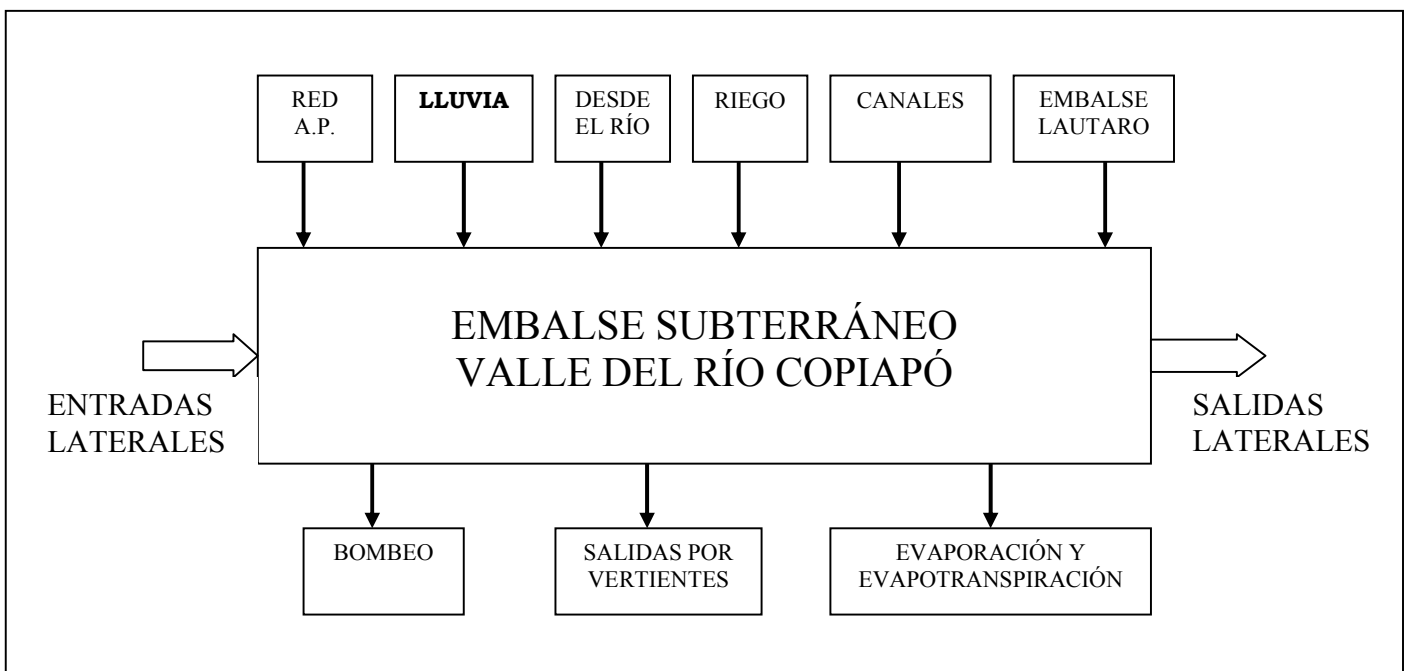 RED
A.P.
LLUVIA
DESDE
EL RÍO
RIEGO
CANALES
EMBALSE
LAUTARO
EMBALSE SUBTERRÁNEO
VALLE DEL RÍO COPIAPÓ
ENTRADAS
LATERALES
SALIDAS
LATERALES
BOMBEO
SALIDAS POR
VERTIENTES
EVAPORACIÓN Y
EVAPOTRANSPIRACIÓN